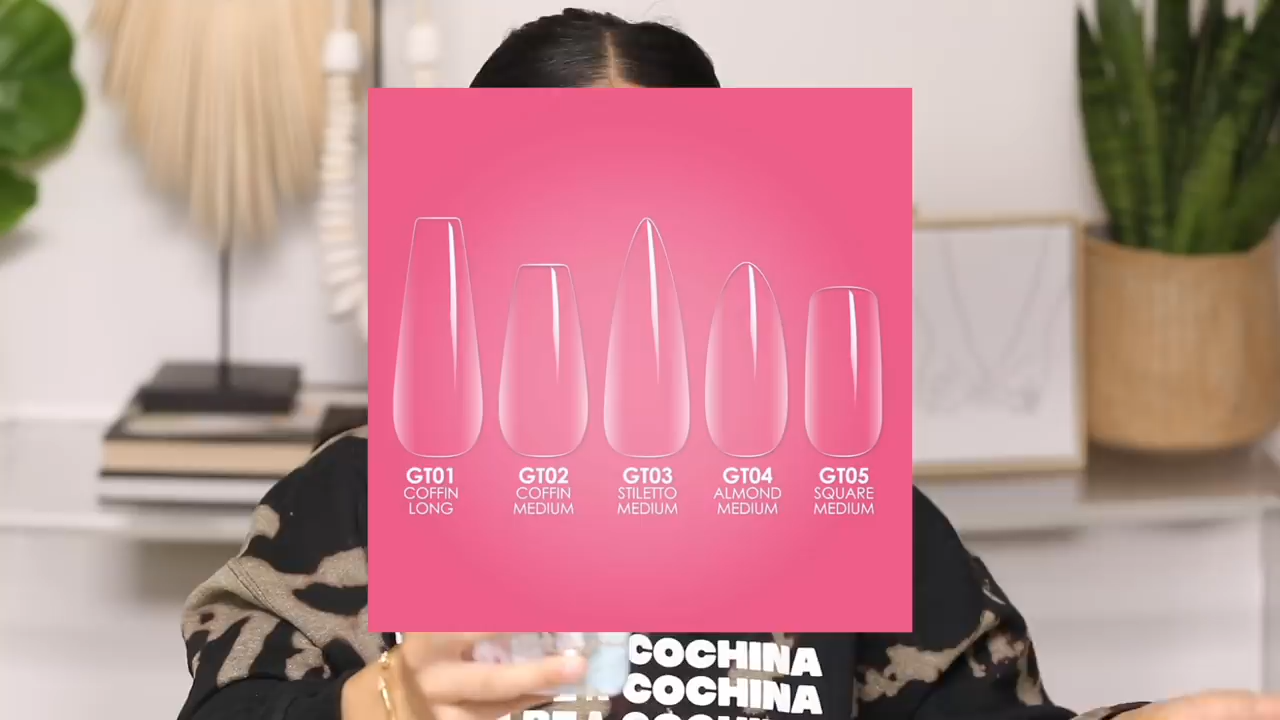 GT01
COFFIN
LONG
GT02
COFFIN
MEDIUM
GT03
STILETTO
MEDIUM
GT04
ALMOND
MEDIUM
GT05
SQUARE
MEDIUM
COCHINA
COCHINA